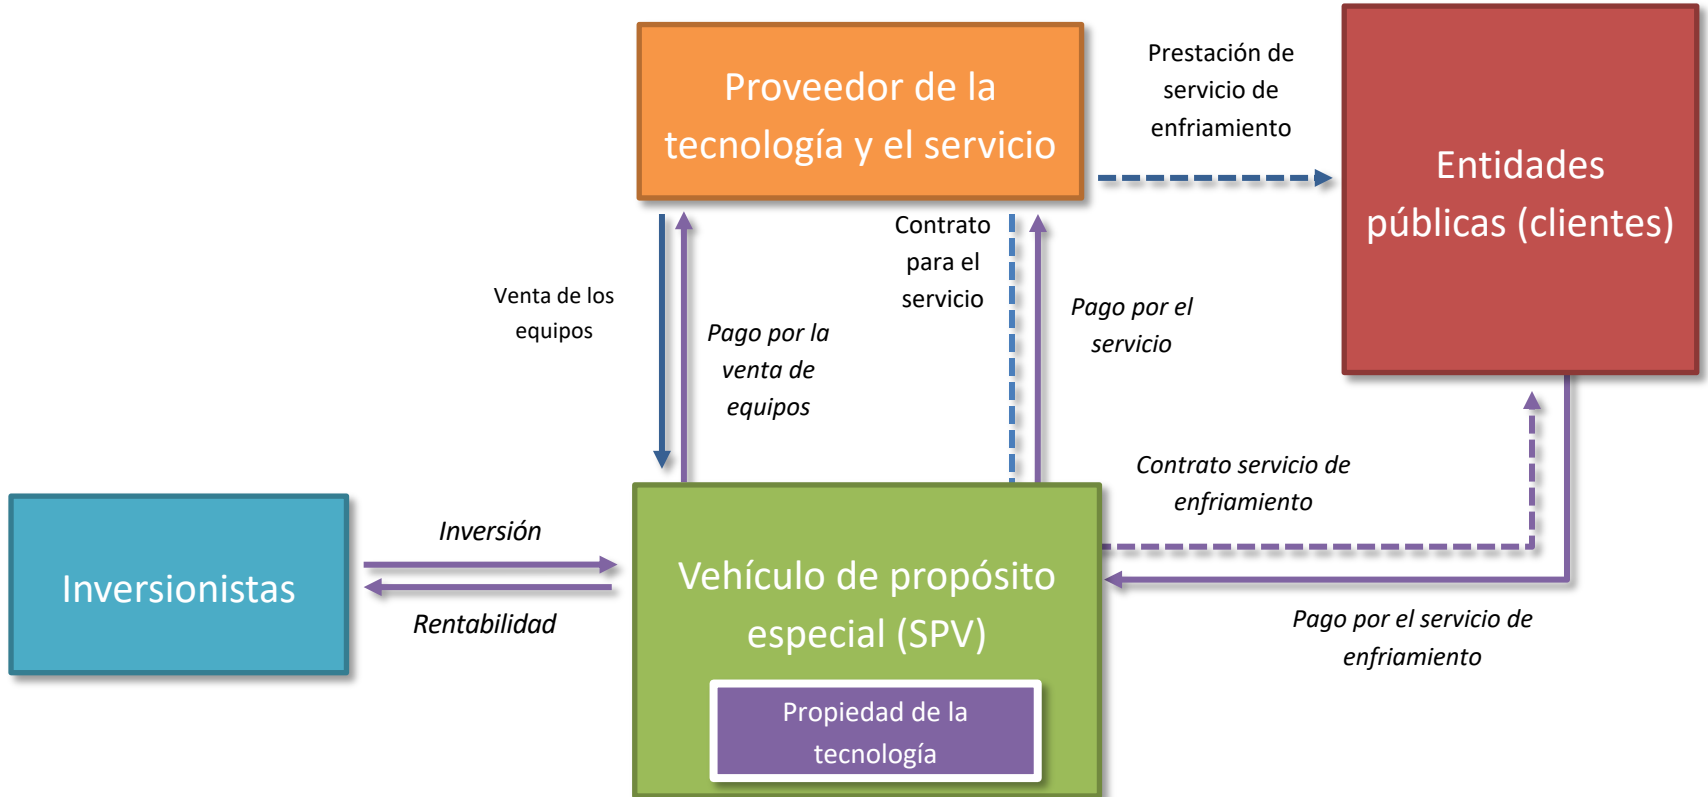 Proveedor de la
tecnología y el servicio
Prestación de
servicio de
enfriamiento
Entidades
públicas (clientes)
Venta de los
equipos
Pago por la
venta de
equipos
Contrato
para el
servicio
Pago por el
servicio
Contrato servicio de
enfriamiento
Inversionistas
Inversión
Rentabilidad
Vehículo de propósito
especial (SPV)
Propiedad de la
tecnología
Pago por el servicio de
enfriamiento